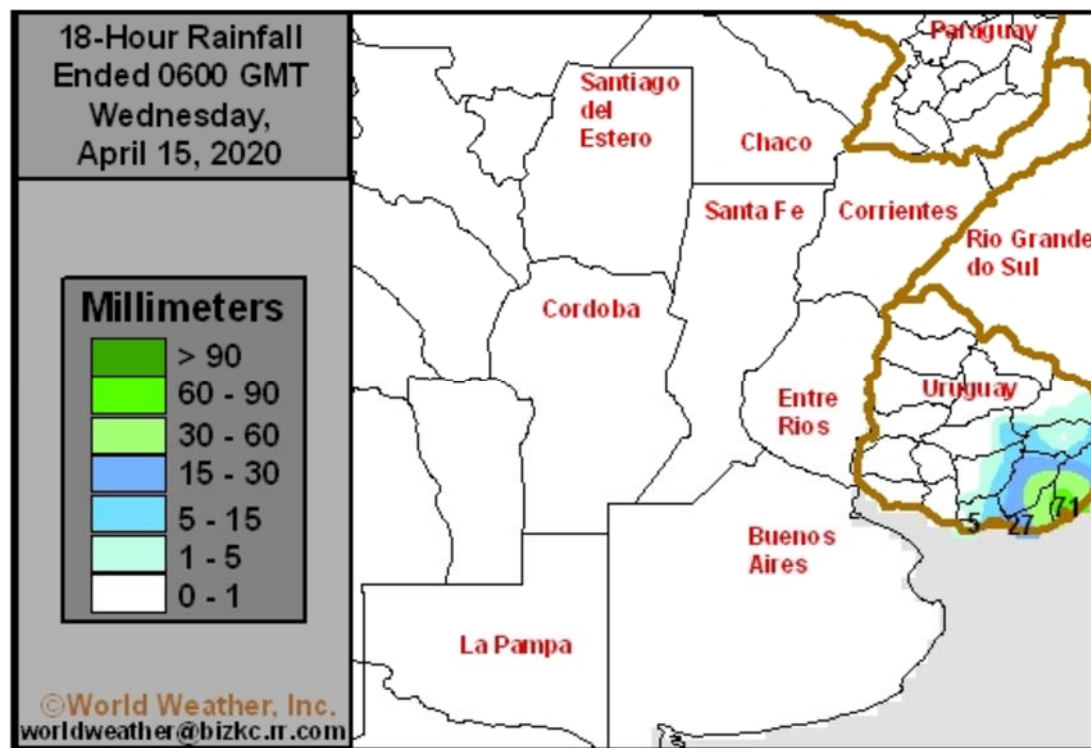 18-Hour Rainfall
Ended 0600 GMT
Wednesday,
April 15, 2020
Millimeters
> 90
60 - 90
30 - 60
15 - 30
5 - 15
1 - 5
0 - 1
©World Weather, Inc.
worldweather@bizkc.rr.com
Paraguay
Santiago
del
Estero
Chaco
Santa Fe
Corrientes
Rio Grande
do Sul
Cordoba
Uruguay
Entre
Rios
5
27
71
Buenos
Aires
La Pampa